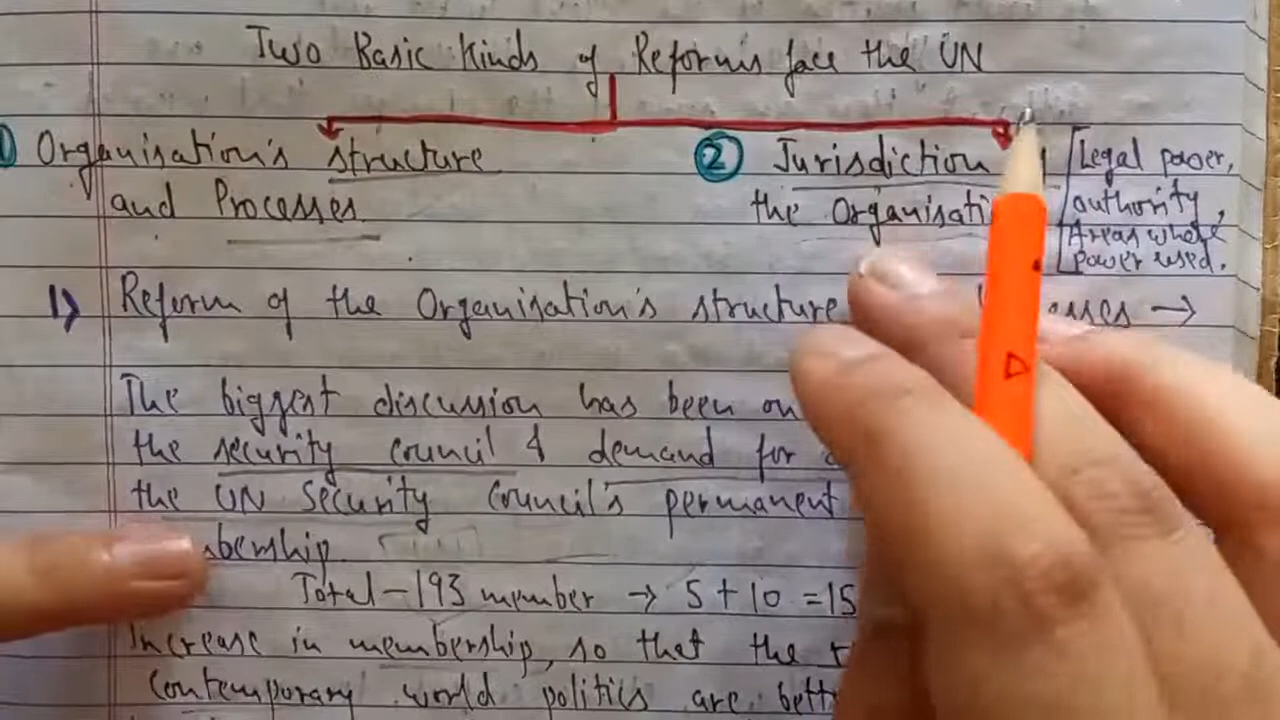 Two Basic Kinds of Reforms face the UN
1 Organisation's structure
and Processes.
2 Jurisdiction
the Organisati
Legal power,
authority,
Areas where
power used.
1) Reform of the Organisation's structure esses →
The biggest discussion has been on
the security council & demand for
the UN Security Council's permanent
bership.
Total - 193 member → 5 + 10 = 15
Increase in membership, so that the r
contemporary world politics are bett